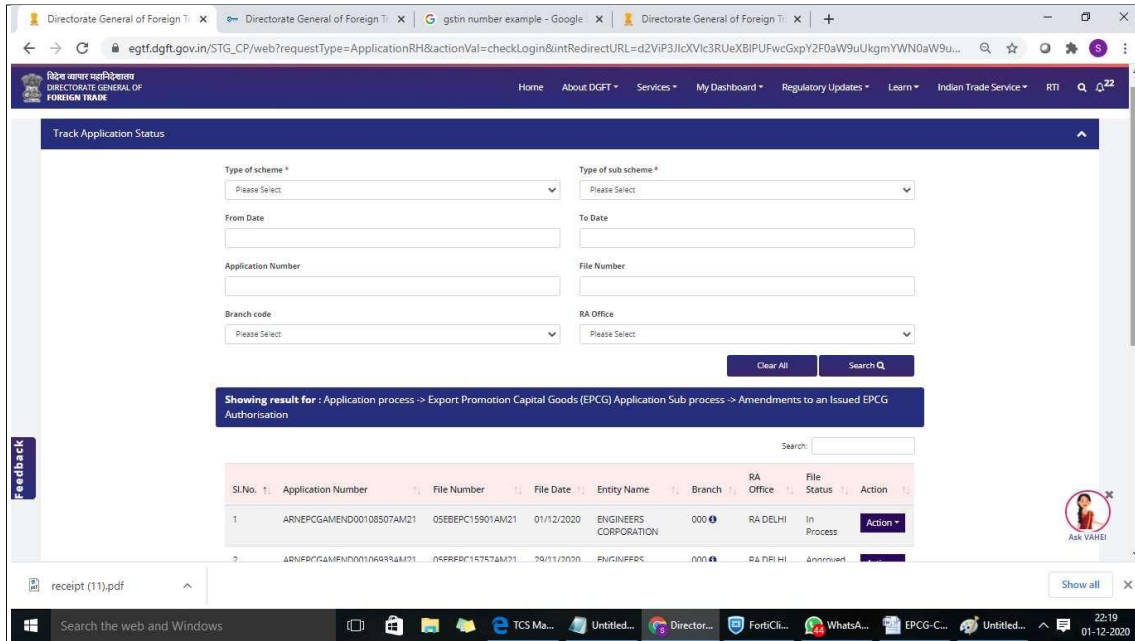 Directorate General of Foreign Tr
Directorate General of Foreign Ti
gstin number example - Google
Directorate General of Foreign Ti
egtf.dgft.gov.in/STG_CP/web?requestType=ApplicationRH&actionVal=checkLogin&intRedirectURL=
S
विदेश व्यापार महानिदेशालय
DIRECTORATE GENERAL OF
FOREIGN TRADE
Home About DGFT Services My Dashboard Regulatory Updates Learn Indian Trade Service RTI 22
Track Application Status
Type of scheme * Type of sub scheme *
Please Select Please Select
From Date To Date
Application Number File Number
Branch code RA Office
Please Select Please Select
Clear All Search
Showing result for : Application process -> Export Promotion Capital Goods (EPCG) Application Sub process -> Amendments to an Issued EPCG
Authorisation
Feedback
Search:
Sl.No. Application Number File Number File Date Entity Name Branch RA Office File Status Action
1 ARNEPCGAMEND00108507AM21 05EBEPC15901AM21 01/12/2020 ENGINEERS CORPORATION 000 RA DELHI In Process Action
2 ARNEPCGAMEND00106933AM21 05EBEPC15757AM21 29/11/2020 ENGINEERS 000 RA DELHI Approved
Ask VAHEI
receipt (11).pdf Show all
Search the web and Windows
TCS Ma... Untitled... Director... FortiCli... 44 WhatsA... EPCG-C... Untitled... 22:19
01-12-2020